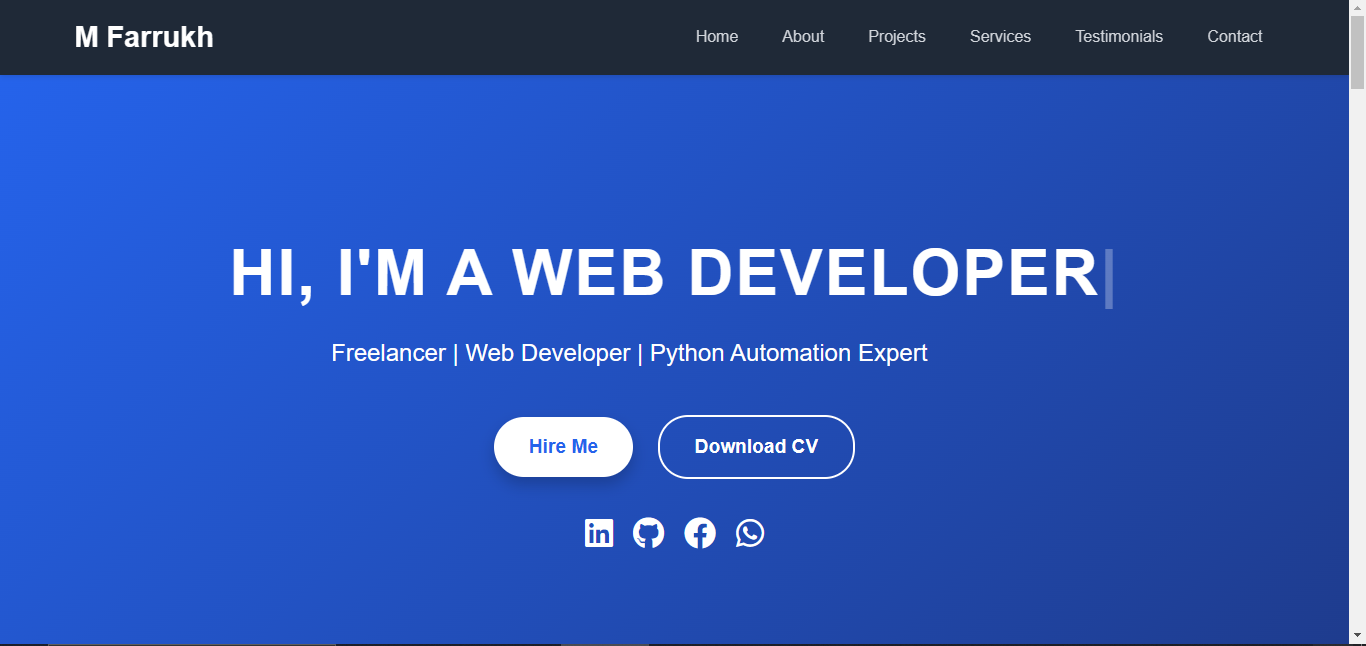 M Farrukh
Home About Projects Services Testimonials Contact
HI, I'M A WEB DEVELOPER|
Freelancer | Web Developer | Python Automation Expert
Hire Me
Download CV
in